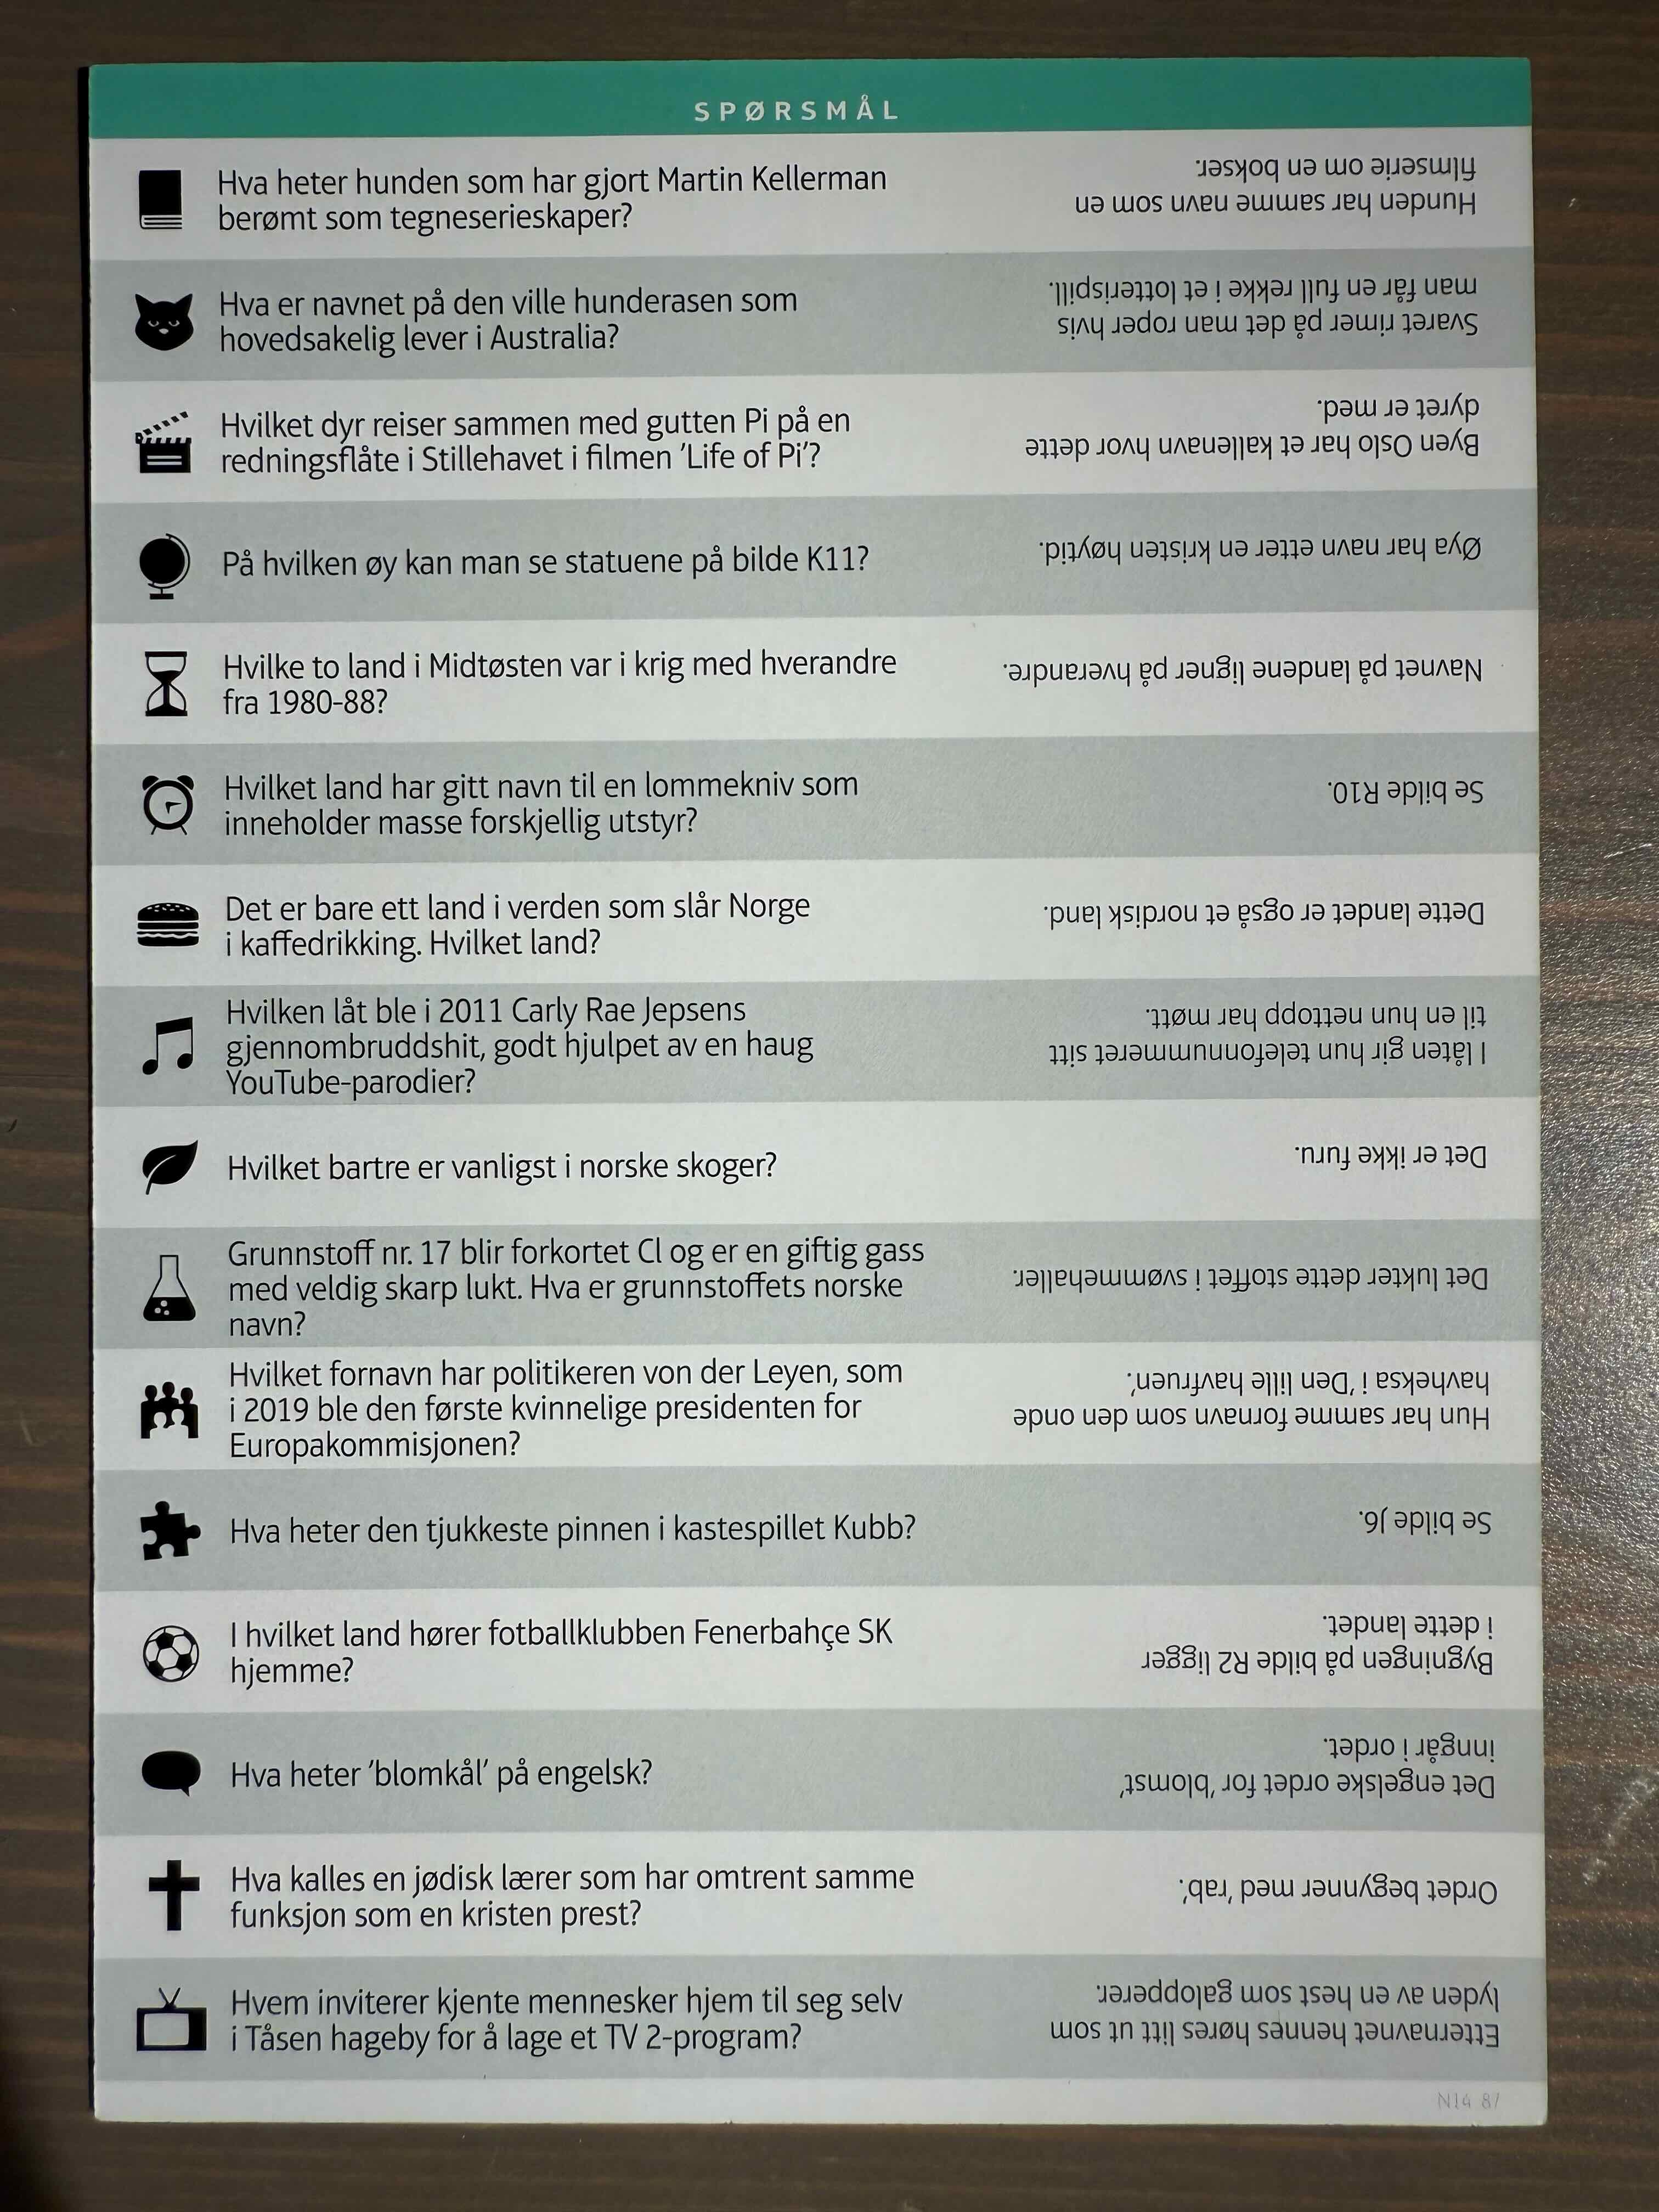 SPØRSMÅL
Hva heter hunden som har gjort Martin Kellerman
berømt som tegneserieskaper?
Hunden har samme navn som en
filmserie om en bokser.
Hva er navnet på den ville hunderasen som
hovedsakelig lever i Australia?
Svaret rimer på det man roper hvis
man får en full rekke i et lotterispill.
Hvilket dyr reiser sammen med gutten Pi på en
redningsflåte i Stillehavet i filmen 'Life of Pi'?
Byen Oslo har et kallenavn hvor dette
dyret er med.
På hvilken øy kan man se statuene på bilde K11?
Øya har navn etter en kristen høytid.
Hvilke to land i Midtøsten var i krig med hverandre
fra 1980-88?
Navnet på landene ligner på hverandre.
Hvilket land har gitt navn til en lommekniv som
inneholder masse forskjellig utstyr?
Se bilde R10.
Det er bare ett land i verden som slår Norge
i kaffedrikking. Hvilket land?
Dette landet er også et nordisk land.
Hvilken låt ble i 2011 Carly Rae Jepsens
gjennombruddshit, godt hjulpet av en haug
YouTube-parodier?
I låten gir hun telefonnummeret sitt
til en hun nettopp har møtt.
Hvilket bartre er vanligst i norske skoger?
Det er ikke furu.
Grunnstoff nr. 17 blir forkortet Cl og er en giftig gass
med veldig skarp lukt. Hva er grunnstoffets norske
navn?
Det lukter dette stoffet i svømmehaller.
Hvilket fornavn har politikeren von der Leyen, som
i 2019 ble den første kvinnelige presidenten for
Europakommisjonen?
Hun har samme fornavn som den onde
havheksa i 'Den lille havfruen'.
Hva heter den tjukkeste pinnen i kastespillet Kubb?
Se bilde J6.
I hvilket land hører fotballklubben Fenerbahçe SK
hjemme?
Bygningen på bilde R2 ligger
i dette landet.
Hva heter 'blomkål' på engelsk?
Det engelske ordet for 'blomst'
inngår i ordet.
Hva kalles en jødisk lærer som har omtrent samme
funksjon som en kristen prest?
Ordet begynner med 'rab'.
Hvem inviterer kjente mennesker hjem til seg selv
i Tåsen hageby for å lage et TV 2-program?
Etternavnet hennes høres litt ut som
lyden av en hest som galopperer.
N14 87